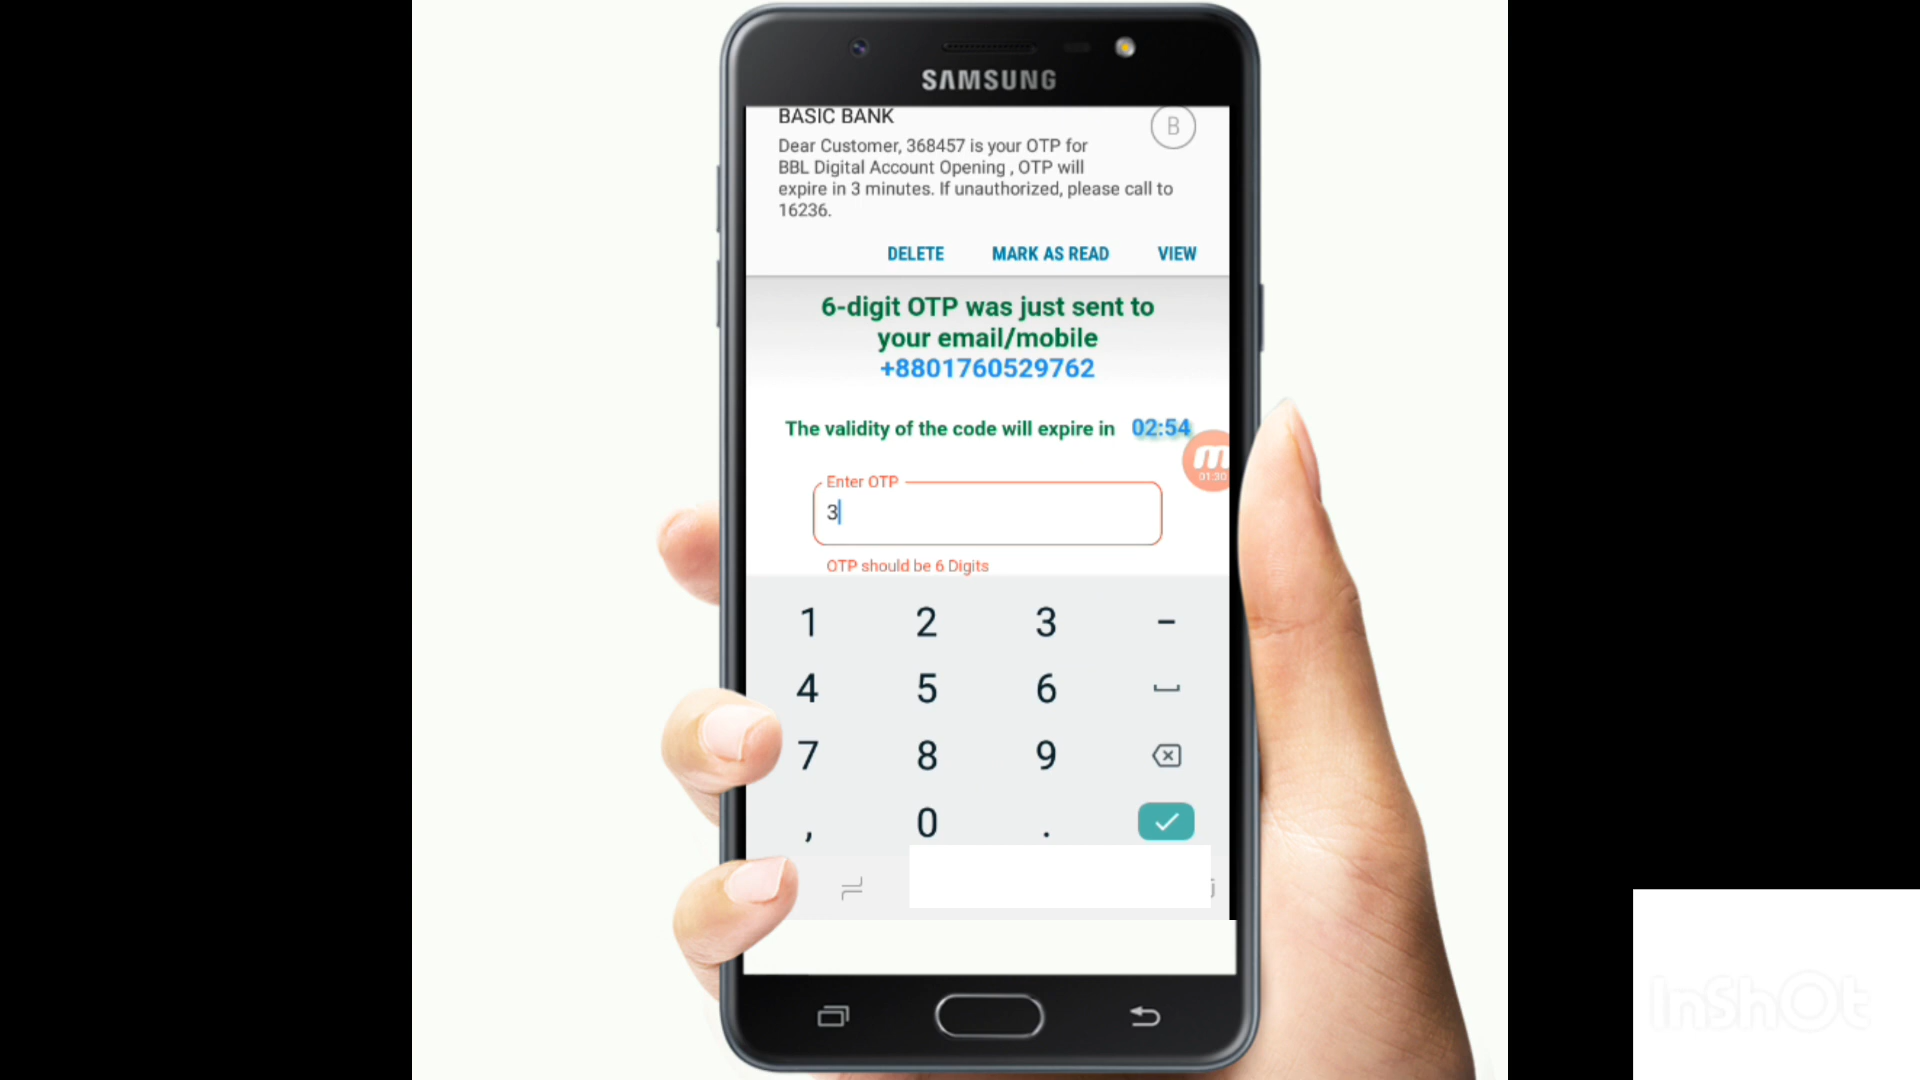 SAMSUNG
BASIC BANK
B
Dear Customer, 368457 is your OTP for
BBL Digital Account Opening , OTP will
expire in 3 minutes. If unauthorized, please call to
16236.
DELETE MARK AS READ VIEW
6-digit OTP was just sent to
your email/mobile
+8801760529762
The validity of the code will expire in 02:54
m
01:30
Enter OTP
3
OTP should be 6 Digits
1 2 3 -
4 5 6
7 8 9
, 0 .
InShOt